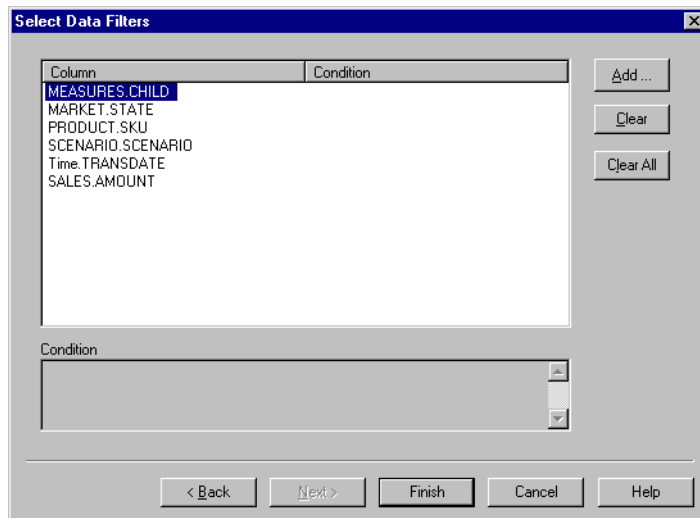 Select Data Filters
Column Condition
MEASURES.CHILD
MARKET.STATE
PRODUCT.SKU
SCENARIO.SCENARIO
Time.TRANSDATE
SALES.AMOUNT
Add ...
Clear
Clear All
Condition
< Back Next > Finish Cancel Help